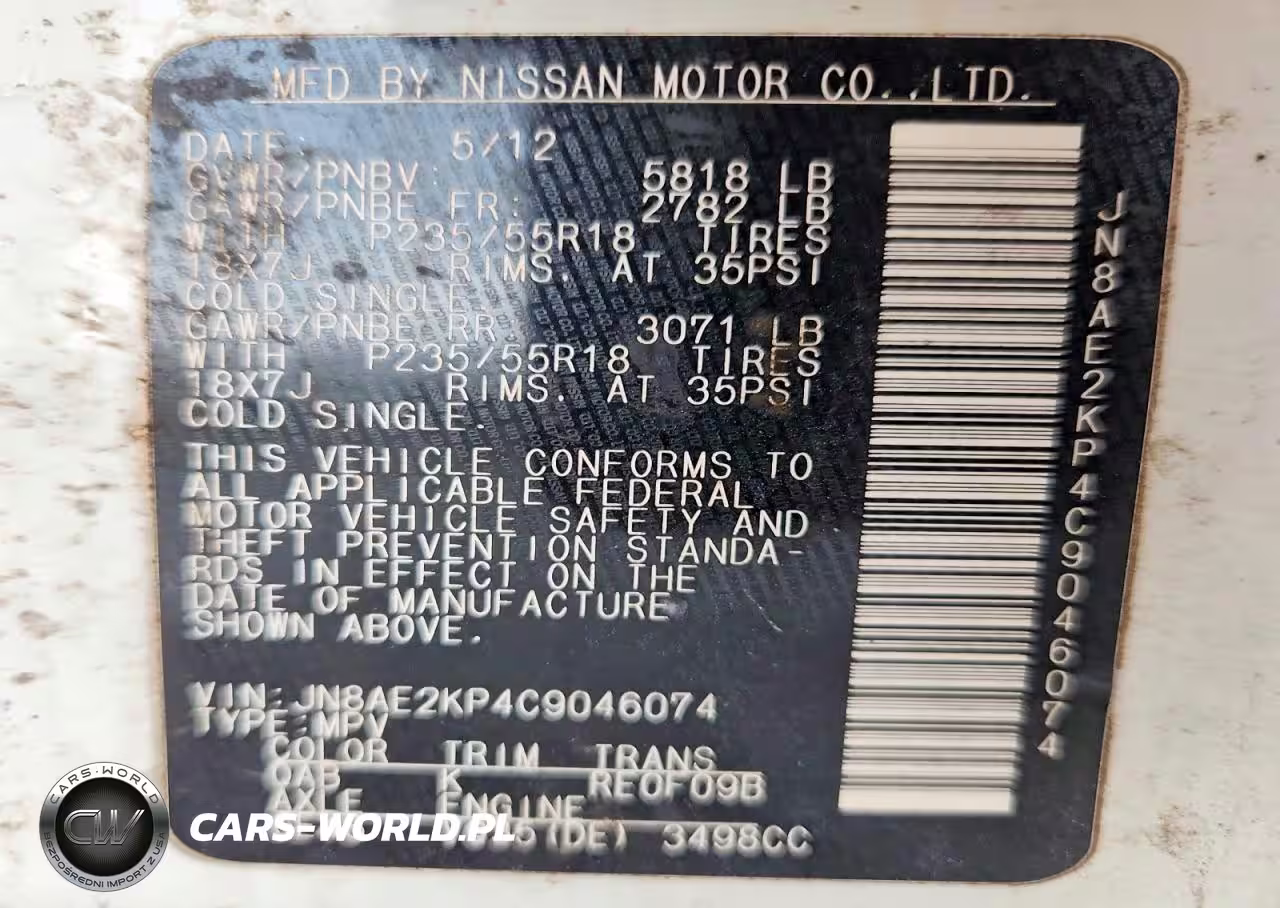 MFD BY NISSAN MOTOR CO.,LTD.
DATE: 5/12
GVWR/PNBV: 5818 LB
GAWR/PNBE FR: 2782 LB
WITH P235/55R18 TIRES
18X7J RIMS. AT 35PSI
COLD SINGLE.
GAWR/PNBE RR: 3071 LB
WITH P235/55R18 TIRES
18X7J RIMS. AT 35PSI
COLD SINGLE.
THIS VEHICLE CONFORMS TO
ALL APPLICABLE FEDERAL
MOTOR VEHICLE SAFETY AND
THEFT PREVENTION STANDA-
RDS IN EFFECT ON THE
DATE OF MANUFACTURE
SHOWN ABOVE.
VIN:JN8AE2KP4C9046074
TYPE:MPV
COLOR TRIM TRANS
QAB K RE0F09B
AXLE ENGINE
(DE) 3498CC
JN8AE2KP4C9046074
CARS-WORLD
CW
BEZPOŚREDNI IMPORT Z USA
CARS-WORLD.PL